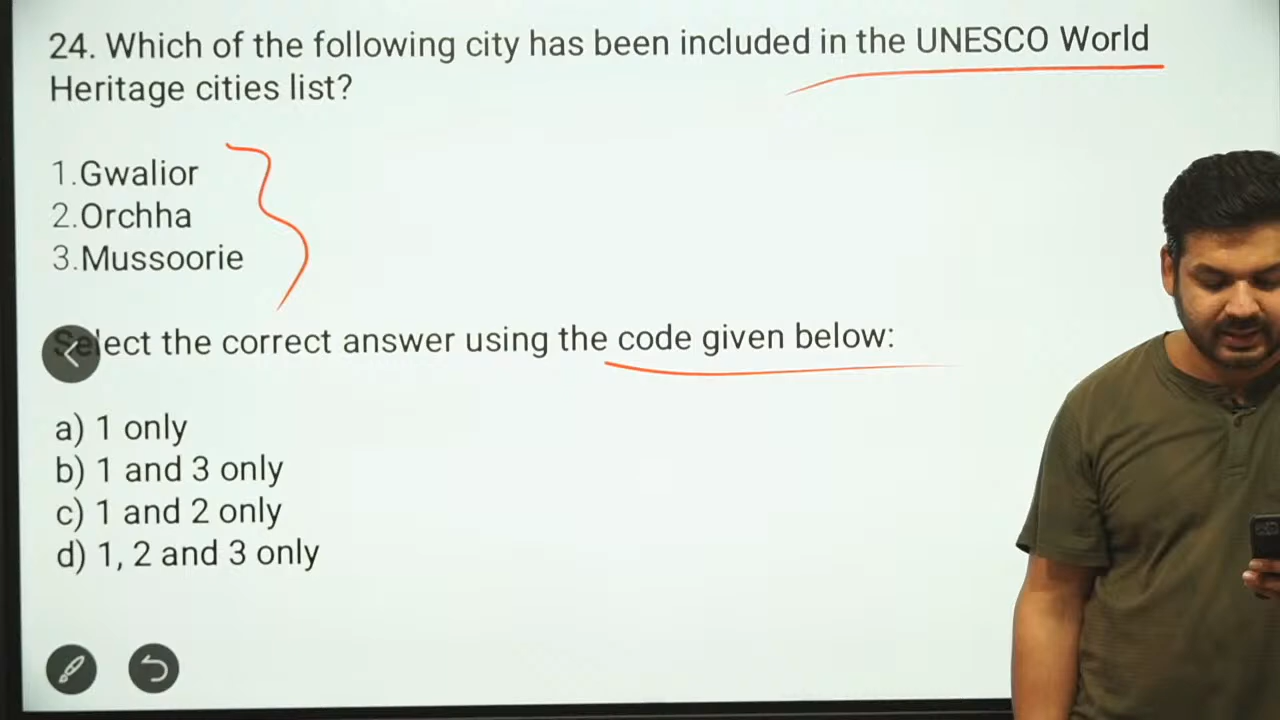 24. Which of the following city has been included in the UNESCO World
Heritage cities list?
1.Gwalior
2.Orchha
3.Mussoorie
Select the correct answer using the code given below:
a) 1 only
b) 1 and 3 only
c) 1 and 2 only
d) 1, 2 and 3 only